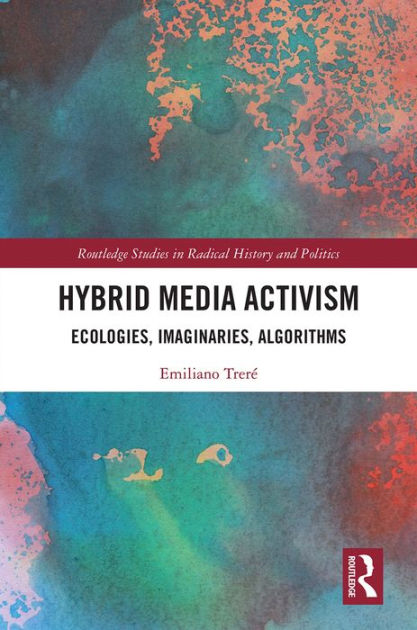 Routledge Studies in Radical History and Politics
HYBRID MEDIA ACTIVISM
ECOLOGIES, IMAGINARIES, ALGORITHMS
Emiliano Treré
ROUTLEDGE